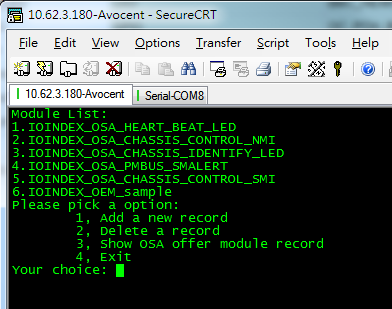 10.62.3.180-Avocent - SecureCRT
File Edit View Options Transfer Script Tools Help
10.62.3.180-Avocent Serial-COM8
Module List:
1.IOINDEX_OSA_HEART_BEAT_LED
2.IOINDEX_OSA_CHASSIS_CONTROL_NMI
3.IOINDEX_OSA_CHASSIS_IDENTIFY_LED
4.IOINDEX_OSA_PMBUS_SMALERT
5.IOINDEX_OSA_CHASSIS_CONTROL_SMI
6.IOINDEX_OEM_sample
Please pick a option:
1, Add a new record
2, Delete a record
3, Show OSA offer module record
4, Exit
Your choice: